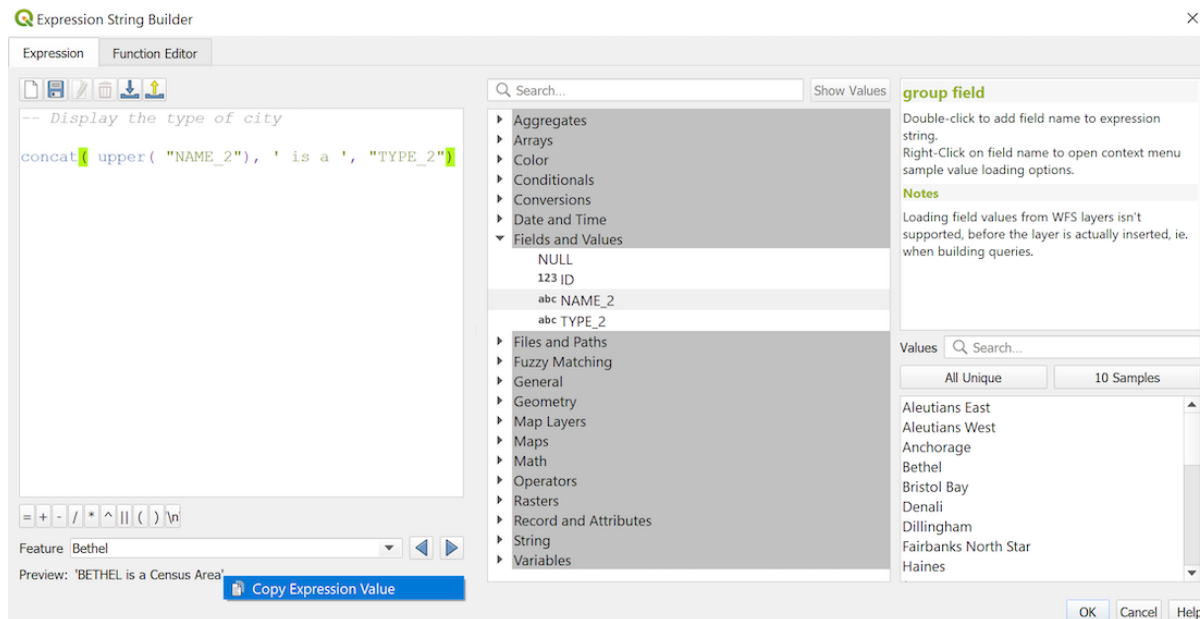 Expression String Builder
Expression
Function Editor
-- Display the type of city
concat( upper( "NAME_2"), ' is a ', "TYPE_2")
= + - / * ^ || ( ) \n
Feature Bethel
Preview: 'BETHEL is a Census Area'
Copy Expression Value
Search...
Show Values
Aggregates
Arrays
Color
Conditionals
Conversions
Date and Time
Fields and Values
NULL
123 ID
abc NAME_2
abc TYPE_2
Files and Paths
Fuzzy Matching
General
Geometry
Map Layers
Maps
Math
Operators
Rasters
Record and Attributes
String
Variables
group field
Double-click to add field name to expression
string.
Right-Click on field name to open context menu
sample value loading options.
Notes
Loading field values from WFS layers isn't
supported, before the layer is actually inserted, ie.
when building queries.
Values Search...
All Unique
10 Samples
Aleutians East
Aleutians West
Anchorage
Bethel
Bristol Bay
Denali
Dillingham
Fairbanks North Star
Haines
OK
Cancel
Help